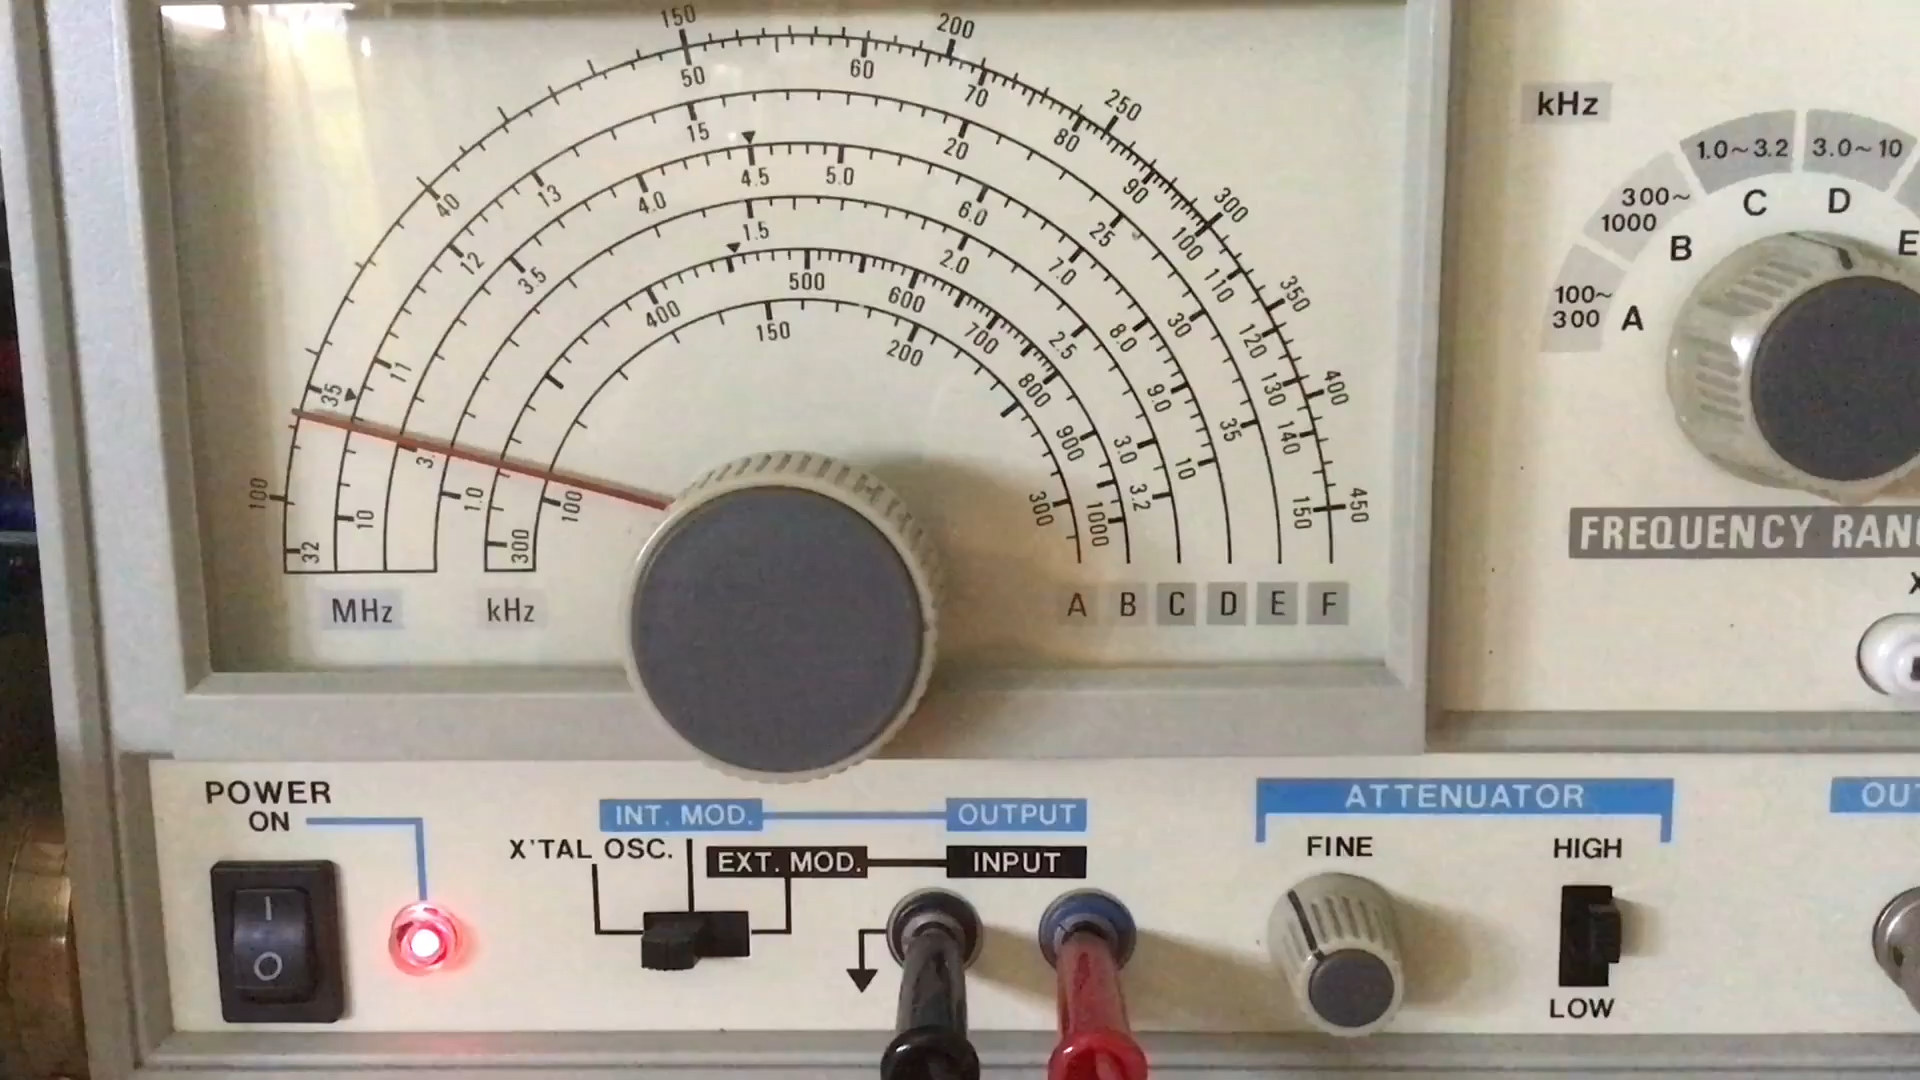 150 200 250 300 350 400 450
100
32 35 40 50 60 70 80 90 100 110 120 130 140 150
10 11 12 13 15 20 25 30 35
3. 3.5 4.0 4.5 5.0 6.0 7.0 8.0 9.0 10
1.0 1.5 2.0 2.5 3.0 3.2
300 400 500 600 700 800 900 1000
100 150 200 300
MHz kHz A B C D E F
kHz
1.0~3.2 3.0~10
300~
1000
100~
300
A B C D E
FREQUENCY RAN
X
POWER
ON
I
O
INT. MOD. OUTPUT
X'TAL OSC.
EXT. MOD. INPUT
ATTENUATOR
FINE HIGH
LOW
OUT